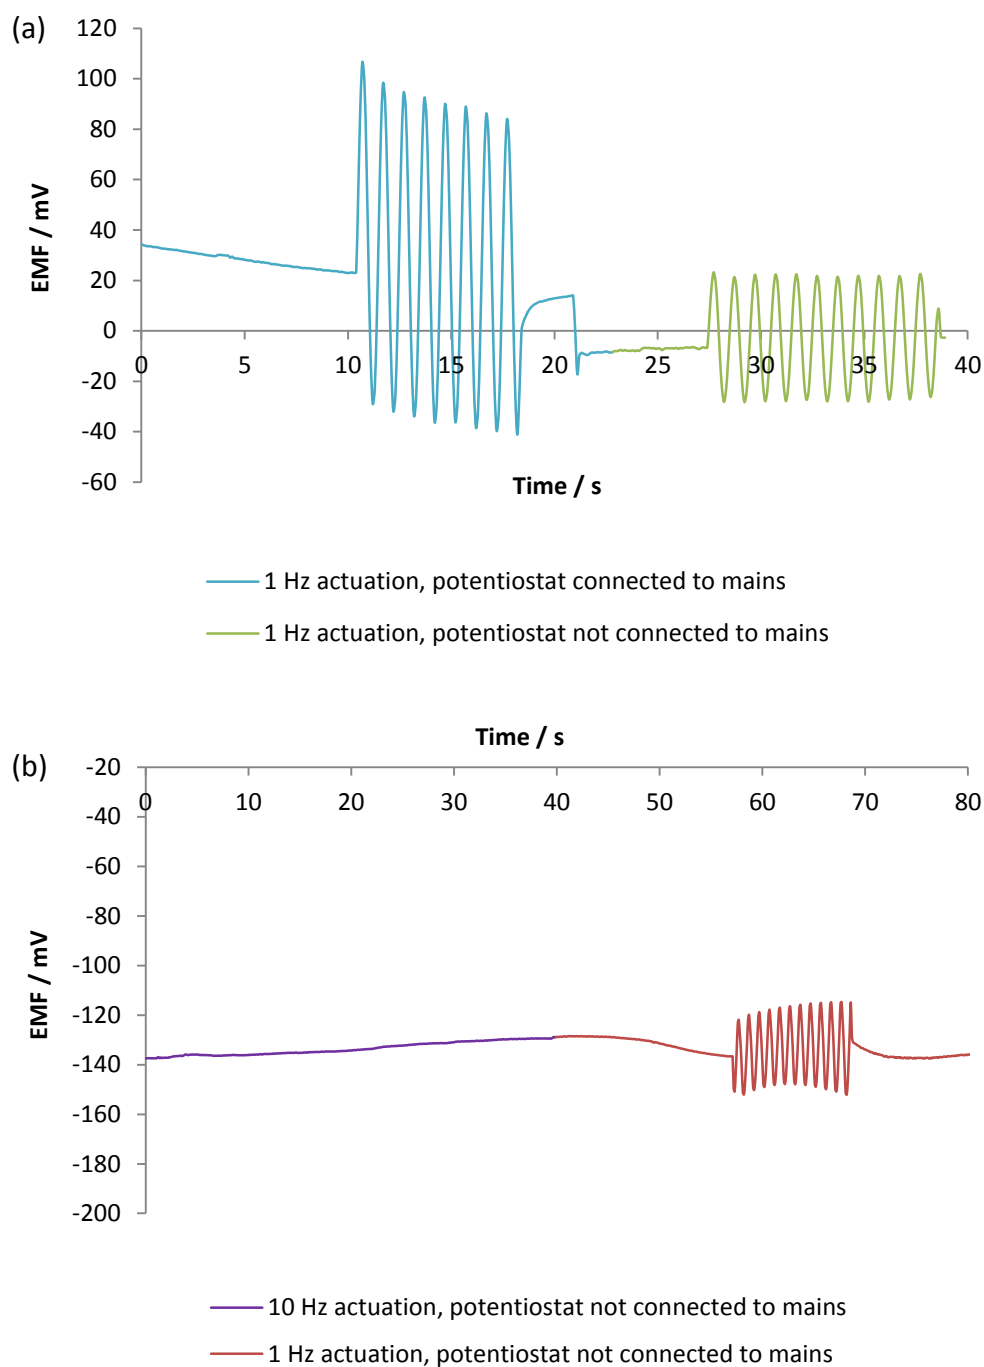 (a)
120
100
80
60
40
20
0
-20
-40
-60
EMF / mV
0 5 10 15 20 25 30 35 40
Time / s
1 Hz actuation, potentiostat connected to mains
1 Hz actuation, potentiostat not connected to mains
Time / s
(b)
-20
0 10 20 30 40 50 60 70 80
-40
-60
-80
-100
-120
-140
-160
-180
-200
EMF / mV
10 Hz actuation, potentiostat not connected to mains
1 Hz actuation, potentiostat not connected to mains